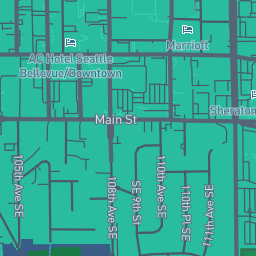 Marriott
AC Hotel Seattle
Bellevue/Downtown
Sheraton
Main St
105th Ave SE
108th Ave SE
SE 9th St
110th Ave SE
110th Pl SE
111th Ave SE